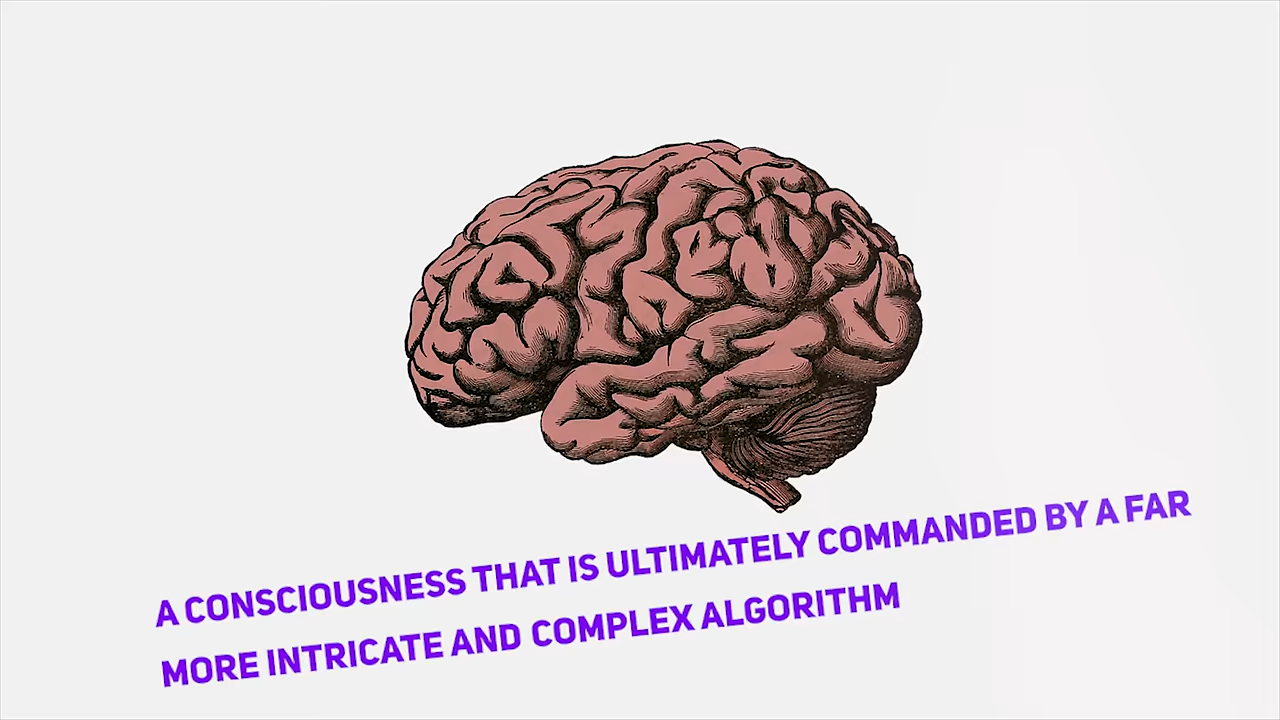 A CONSCIOUSNESS THAT IS ULTIMATELY COMMANDED BY A FAR
MORE INTRICATE AND COMPLEX ALGORITHM